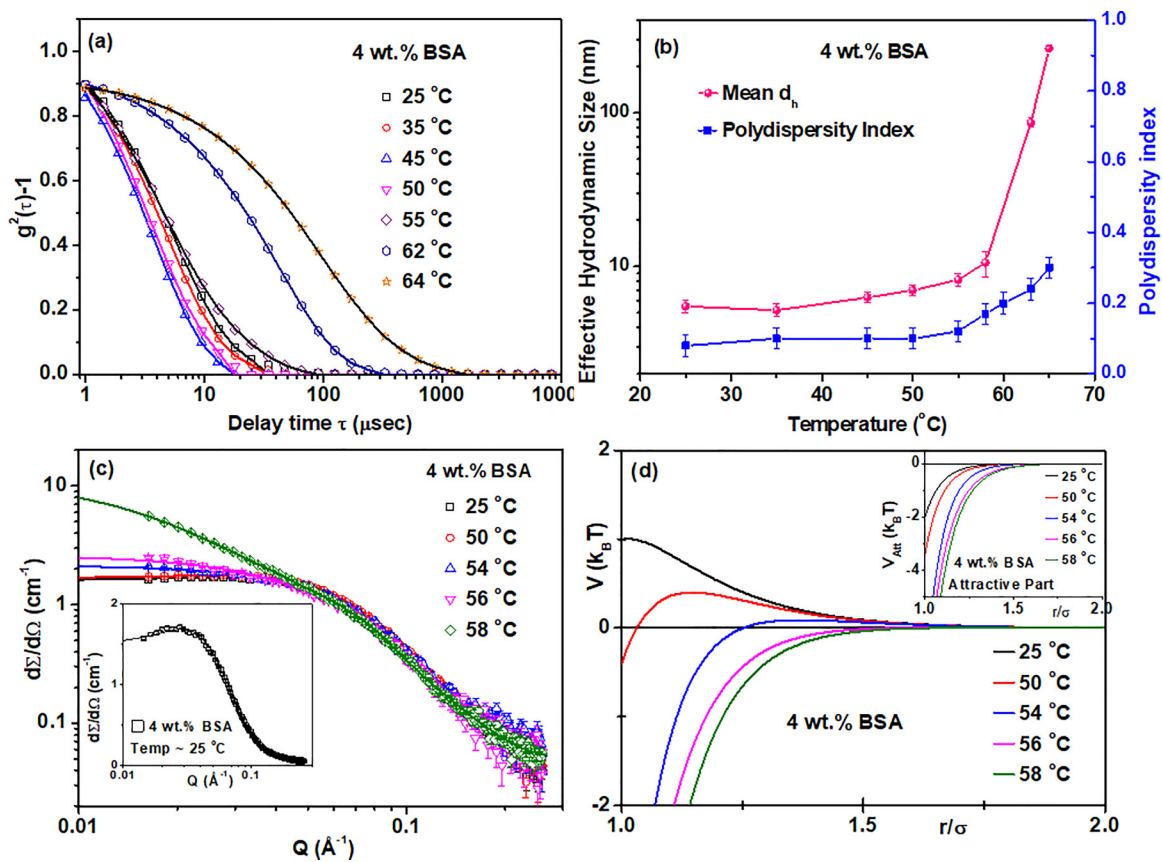 (a)
4 wt.% BSA
25 °C
35 °C
45 °C
50 °C
55 °C
62 °C
64 °C
g²(τ)-1
1.0
0.8
0.6
0.4
0.2
0.0
1 10 100 1000 10000
Delay time τ (μsec)
(b)
4 wt.% BSA
Mean dₕ
Polydispersity Index
Effective Hydrodynamic Size (nm)
100
10
Polydispersity index
1.0
0.8
0.6
0.4
0.2
0.0
20 30 40 50 60 70
Temperature (°C)
(c)
4 wt.% BSA
25 °C
50 °C
54 °C
56 °C
58 °C
dΣ/dΩ (cm⁻¹)
10
1
0.1
0.01 0.1
Q (Å⁻¹)
dΣ/dΩ (cm⁻¹)
2
1
0
4 wt.% BSA
Temp ~ 25 °C
0.01 0.1
Q (Å⁻¹)
(d)
V (k_BT)
2
0
-2
1.0 1.5 r/σ 2.0
4 wt.% BSA
25 °C
50 °C
54 °C
56 °C
58 °C
V_Att (k_BT)
0
-2
-4
25 °C
50 °C
54 °C
56 °C
58 °C
4 wt.% BSA
Attractive Part
1.0 1.5 2.0
r/σ